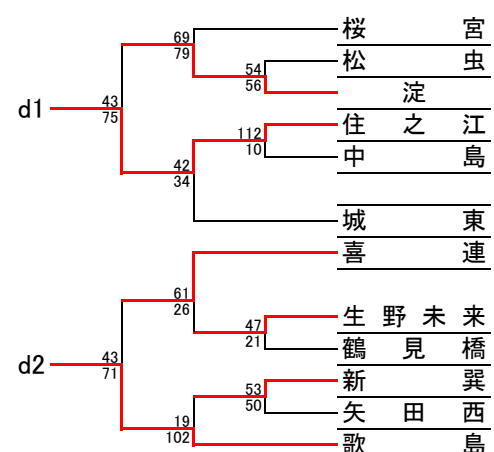 69 桜宮
79 松虫
54
56 淀
d1 43
75
112 住之江
10 中島
42
34
城東
喜連
61
26
47 生野未来
21 鶴見橋
d2 43
71
53 新巽
50 矢田西
19
102 歌島